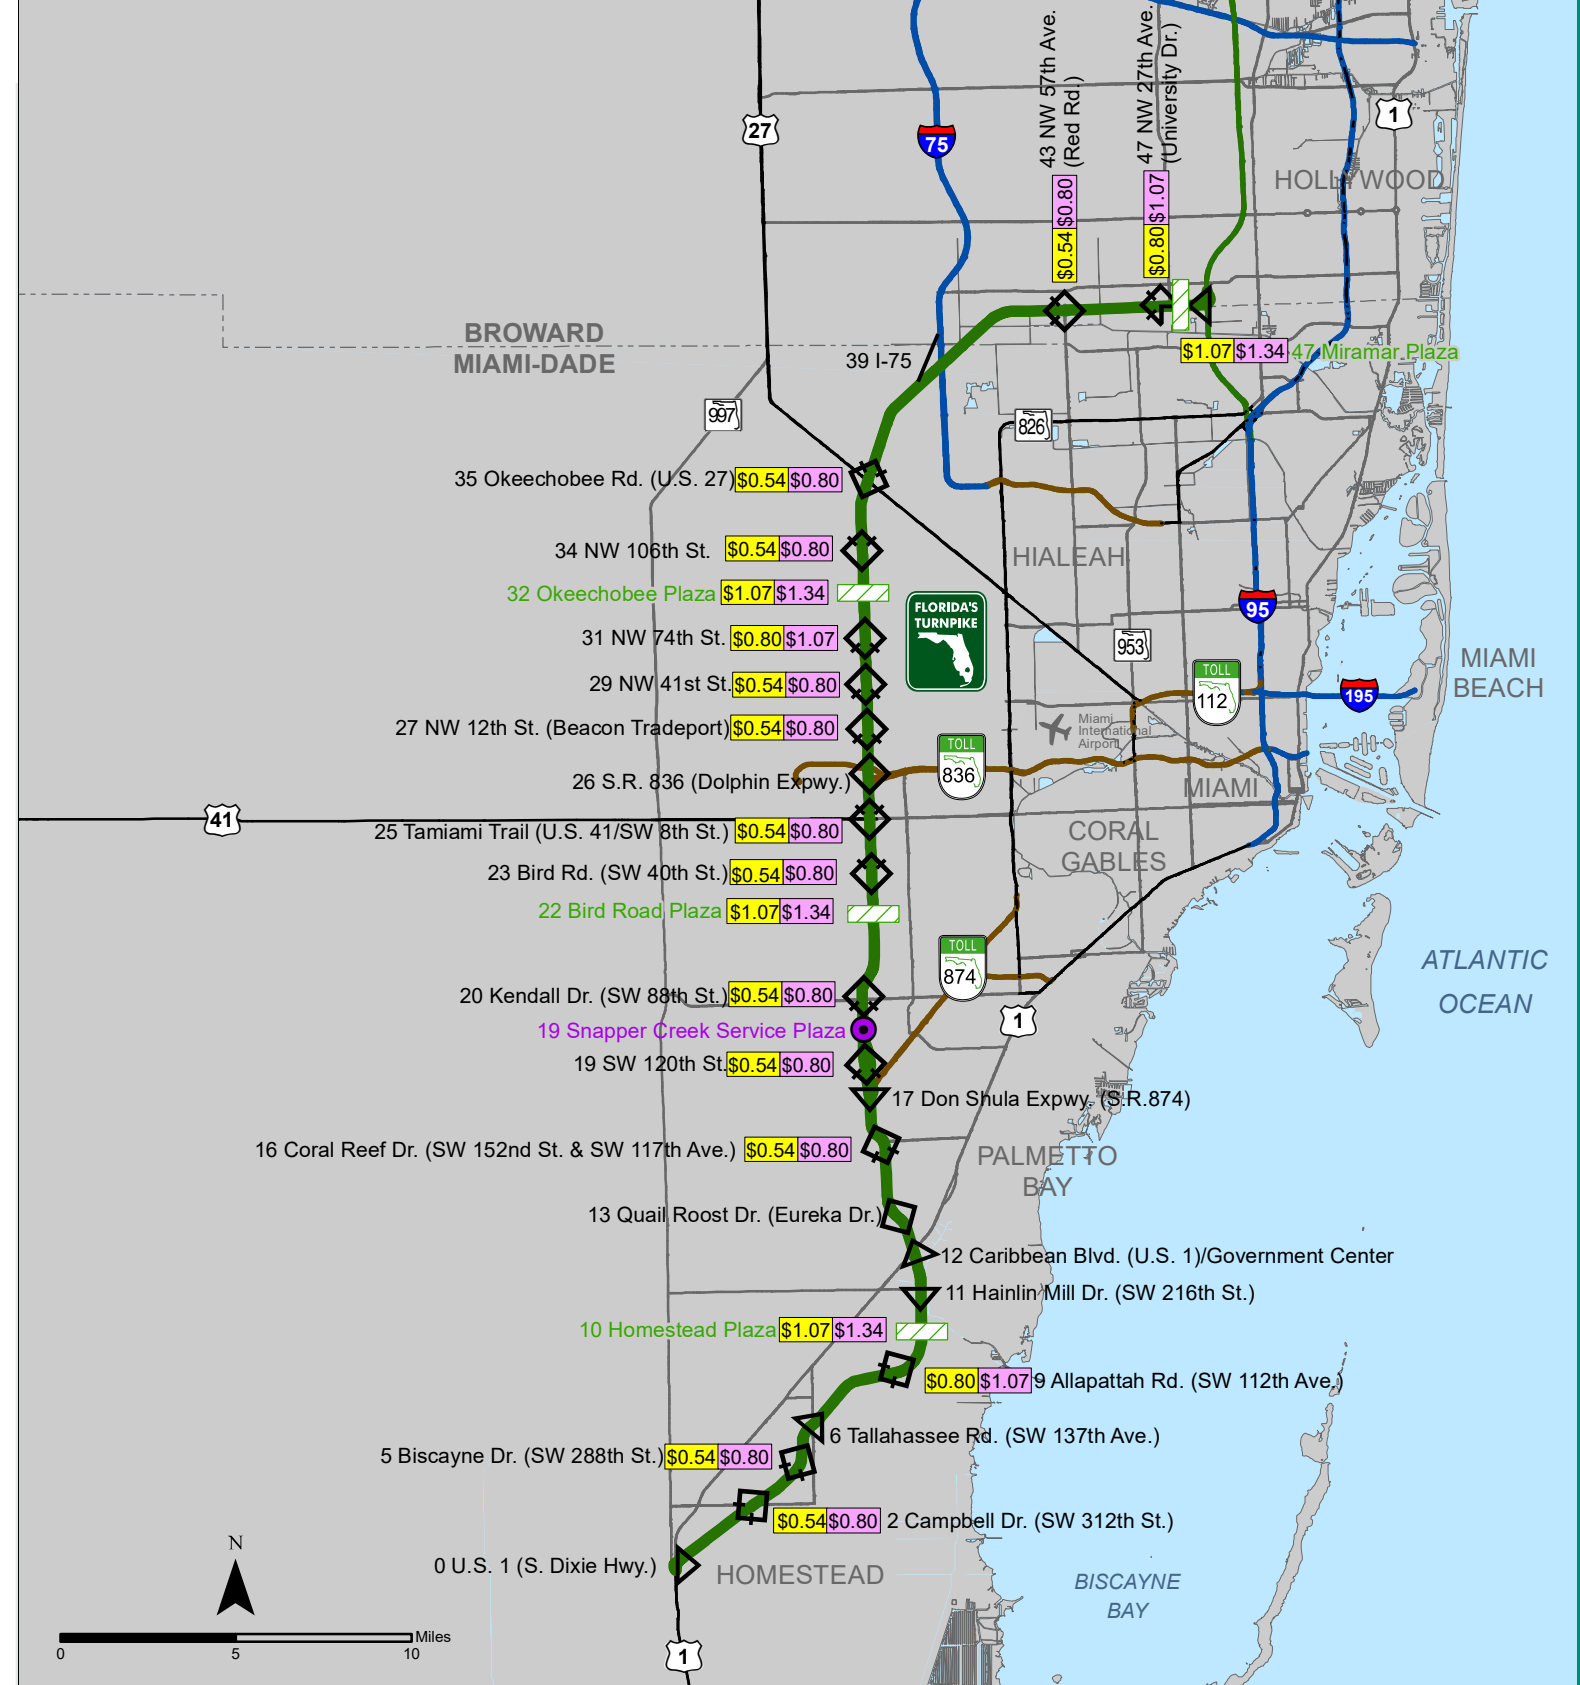 43 NW 57th Ave.
(Red Rd.)
47 NW 27th Ave.
(University Dr.)
27
75
1
$0.54 $0.80
$0.80 $1.07
HOLLYWOOD
BROWARD
MIAMI-DADE
39 I-75
$1.07 $1.34 47 Miramar Plaza
997
826
35 Okeechobee Rd. (U.S. 27) $0.54 $0.80
34 NW 106th St. $0.54 $0.80
HIALEAH
32 Okeechobee Plaza $1.07 $1.34
FLORIDA'S
TURNPIKE
95
31 NW 74th St. $0.80 $1.07
953
MIAMI
BEACH
29 NW 41st St. $0.54 $0.80
TOLL
112
195
27 NW 12th St. (Beacon Tradeport) $0.54 $0.80
Miami
International
Airport
26 S.R. 836 (Dolphin Expwy.)
TOLL
836
MIAMI
41
25 Tamiami Trail (U.S. 41/SW 8th St.) $0.54 $0.80
CORAL
GABLES
23 Bird Rd. (SW 40th St.) $0.54 $0.80
22 Bird Road Plaza $1.07 $1.34
TOLL
874
ATLANTIC
OCEAN
20 Kendall Dr. (SW 88th St.) $0.54 $0.80
1
19 Snapper Creek Service Plaza
19 SW 120th St. $0.54 $0.80
17 Don Shula Expwy. (S.R.874)
16 Coral Reef Dr. (SW 152nd St. & SW 117th Ave.) $0.54 $0.80
PALMETTO
BAY
13 Quail Roost Dr. (Eureka Dr.)
12 Caribbean Blvd. (U.S. 1)/Government Center
11 Hainlin Mill Dr. (SW 216th St.)
10 Homestead Plaza $1.07 $1.34
$0.80 $1.07 9 Allapattah Rd. (SW 112th Ave.)
6 Tallahassee Rd. (SW 137th Ave.)
5 Biscayne Dr. (SW 288th St.) $0.54 $0.80
$0.54 $0.80 2 Campbell Dr. (SW 312th St.)
0 U.S. 1 (S. Dixie Hwy.)
HOMESTEAD
BISCAYNE
BAY
N
Miles
0 5 10
1